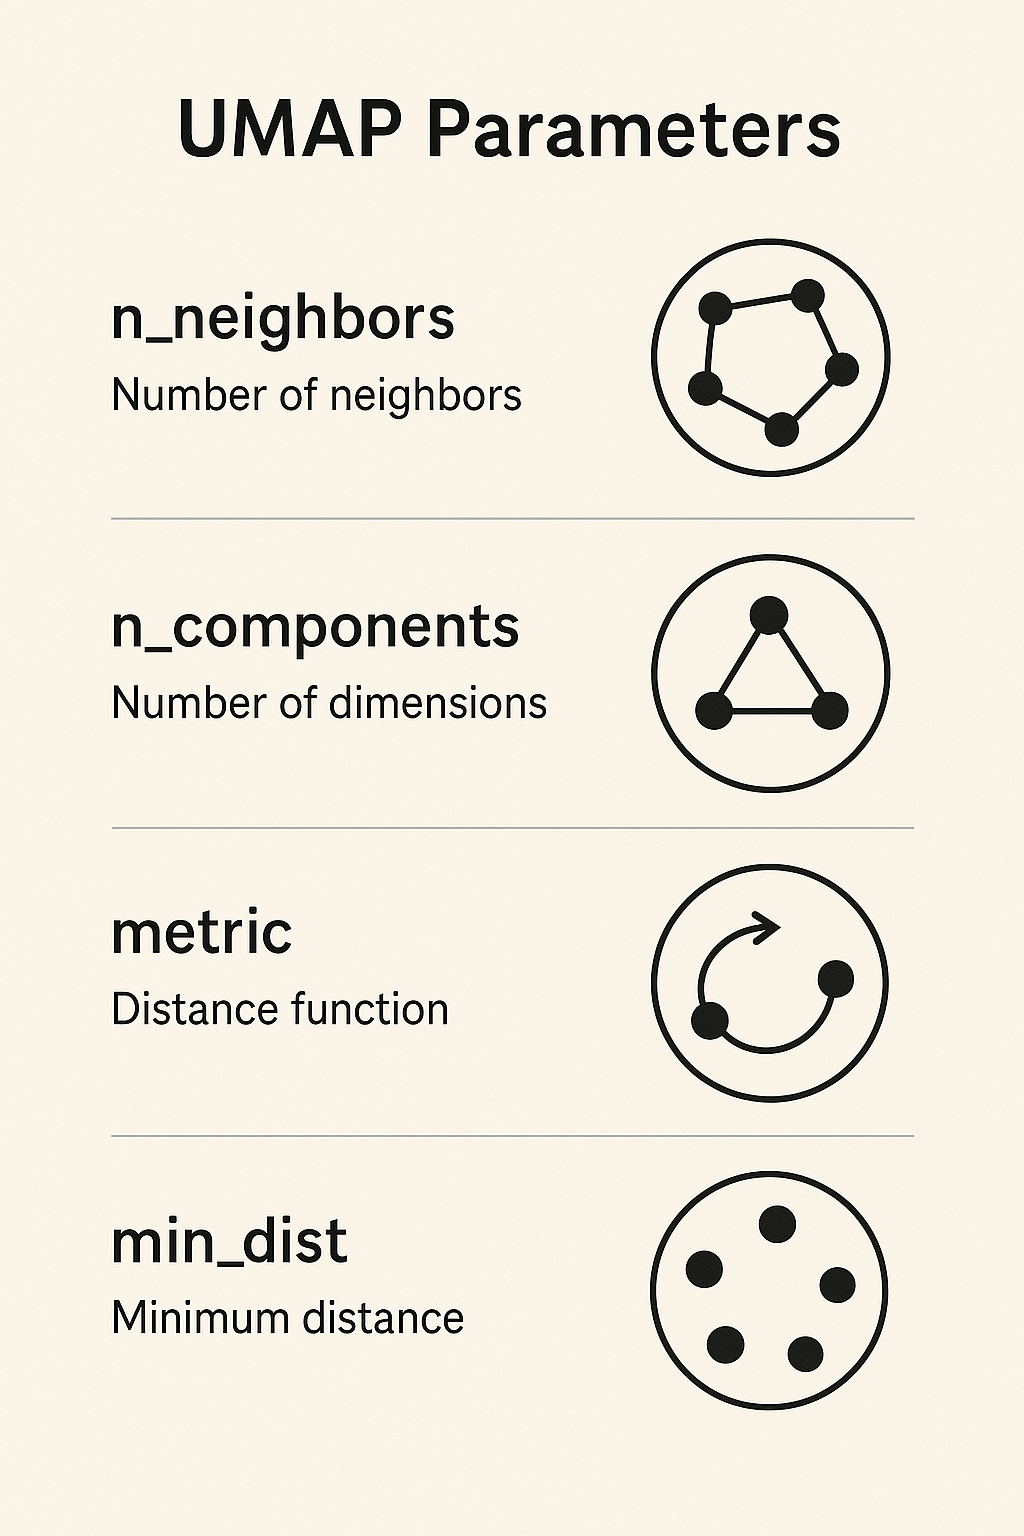 UMAP Parameters
n_neighbors
Number of neighbors
n_components
Number of dimensions
metric
Distance function
min_dist
Minimum distance